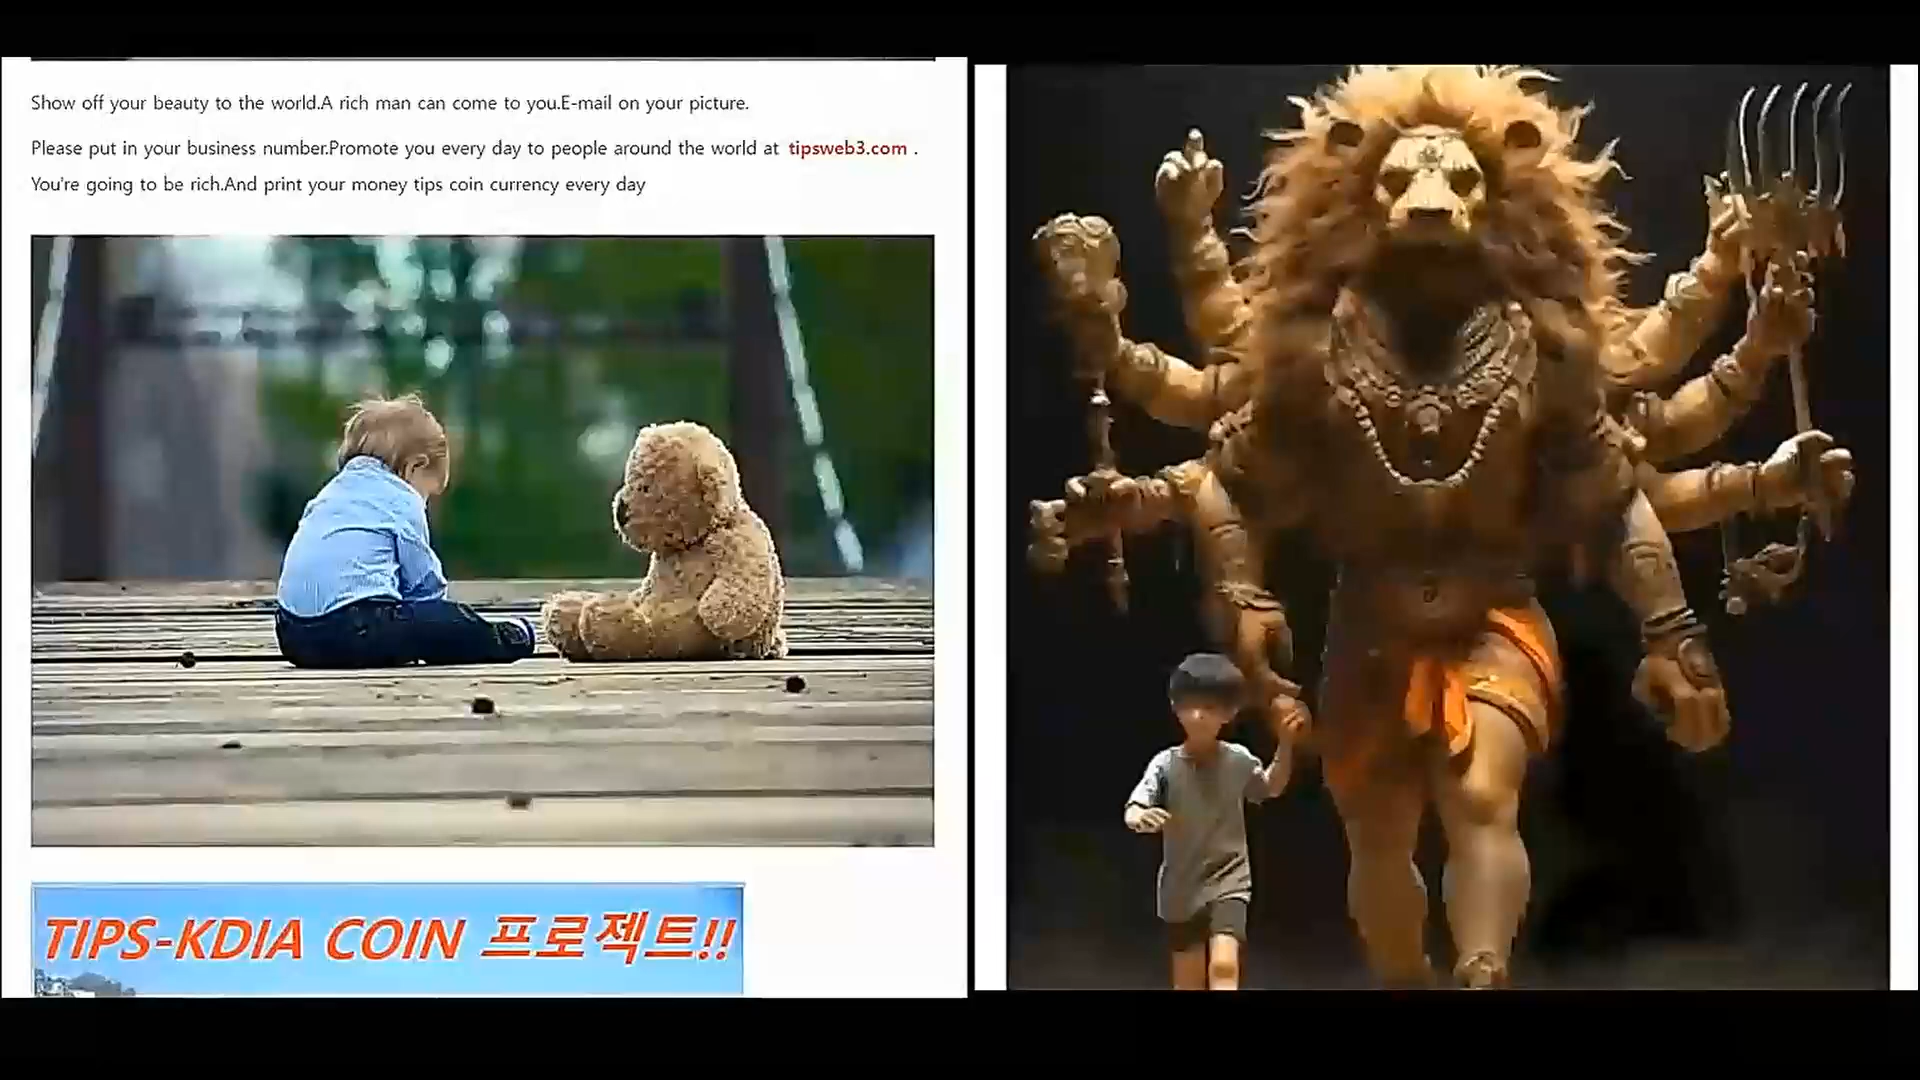 Show off your beauty to the world.A rich man can come to you.E-mail on your picture.
Please put in your business number.Promote you every day to people around the world at tipsweb3.com .
You're going to be rich.And print your money tips coin currency every day
TIPS-KDIA COIN 프로젝트!!